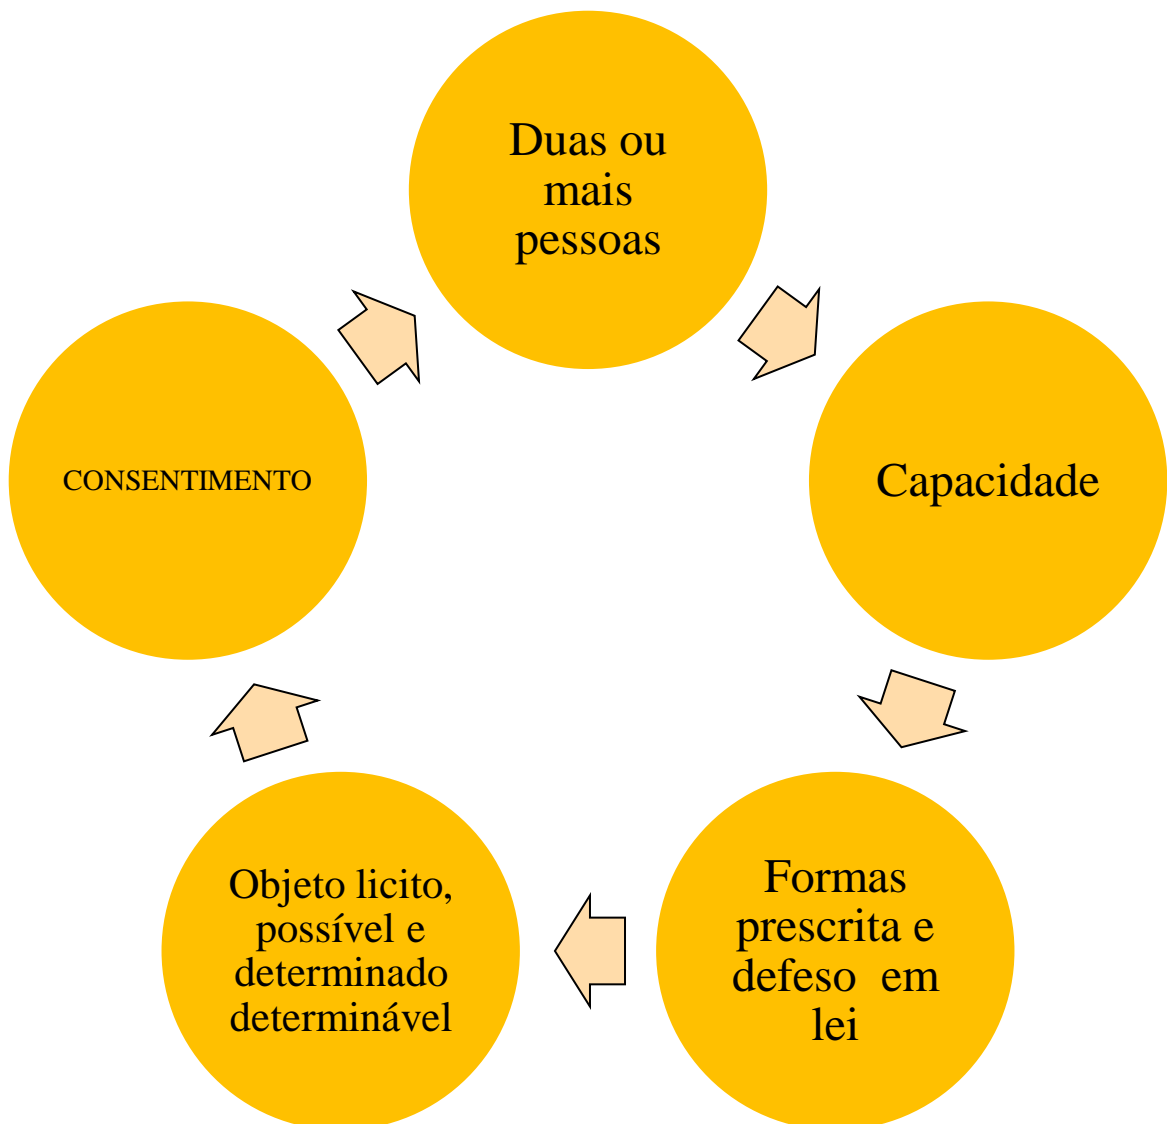 Duas ou
mais
pessoas
Capacidade
Formas
prescrita e
defeso em
lei
Objeto licito,
possível e
determinado
determinável
CONSENTIMENTO